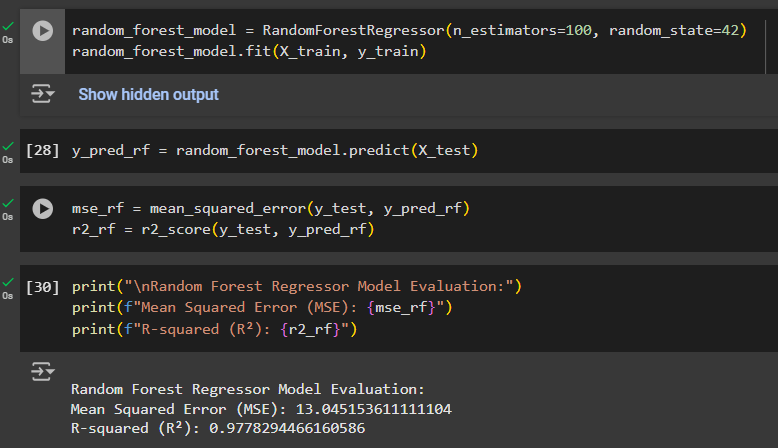 0s
random_forest_model = RandomForestRegressor(n_estimators=100, random_state=42)
random_forest_model.fit(X_train, y_train)
Show hidden output
0s
[28] y_pred_rf = random_forest_model.predict(X_test)
0s
mse_rf = mean_squared_error(y_test, y_pred_rf)
r2_rf = r2_score(y_test, y_pred_rf)
0s
[30] print("\nRandom Forest Regressor Model Evaluation:")
print(f"Mean Squared Error (MSE): {mse_rf}")
print(f"R-squared (R²): {r2_rf}")
Random Forest Regressor Model Evaluation:
Mean Squared Error (MSE): 13.045153611111104
R-squared (R²): 0.9778294466160586